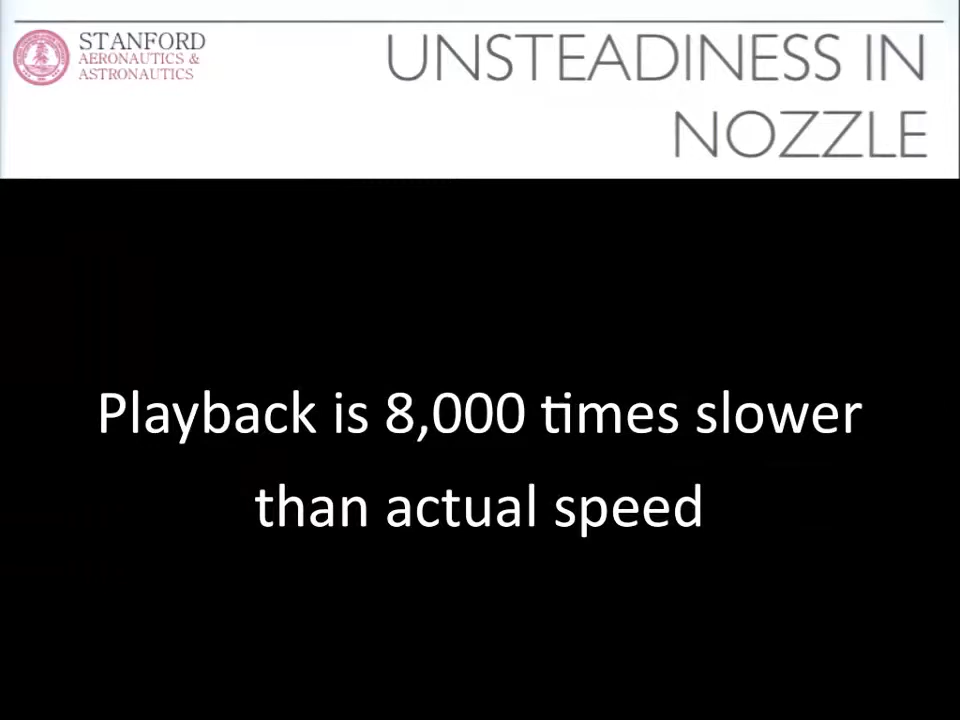 STANFORD
AERONAUTICS &
ASTRONAUTICS
UNSTEADINESS IN
NOZZLE
Playback is 8,000 times slower
than actual speed